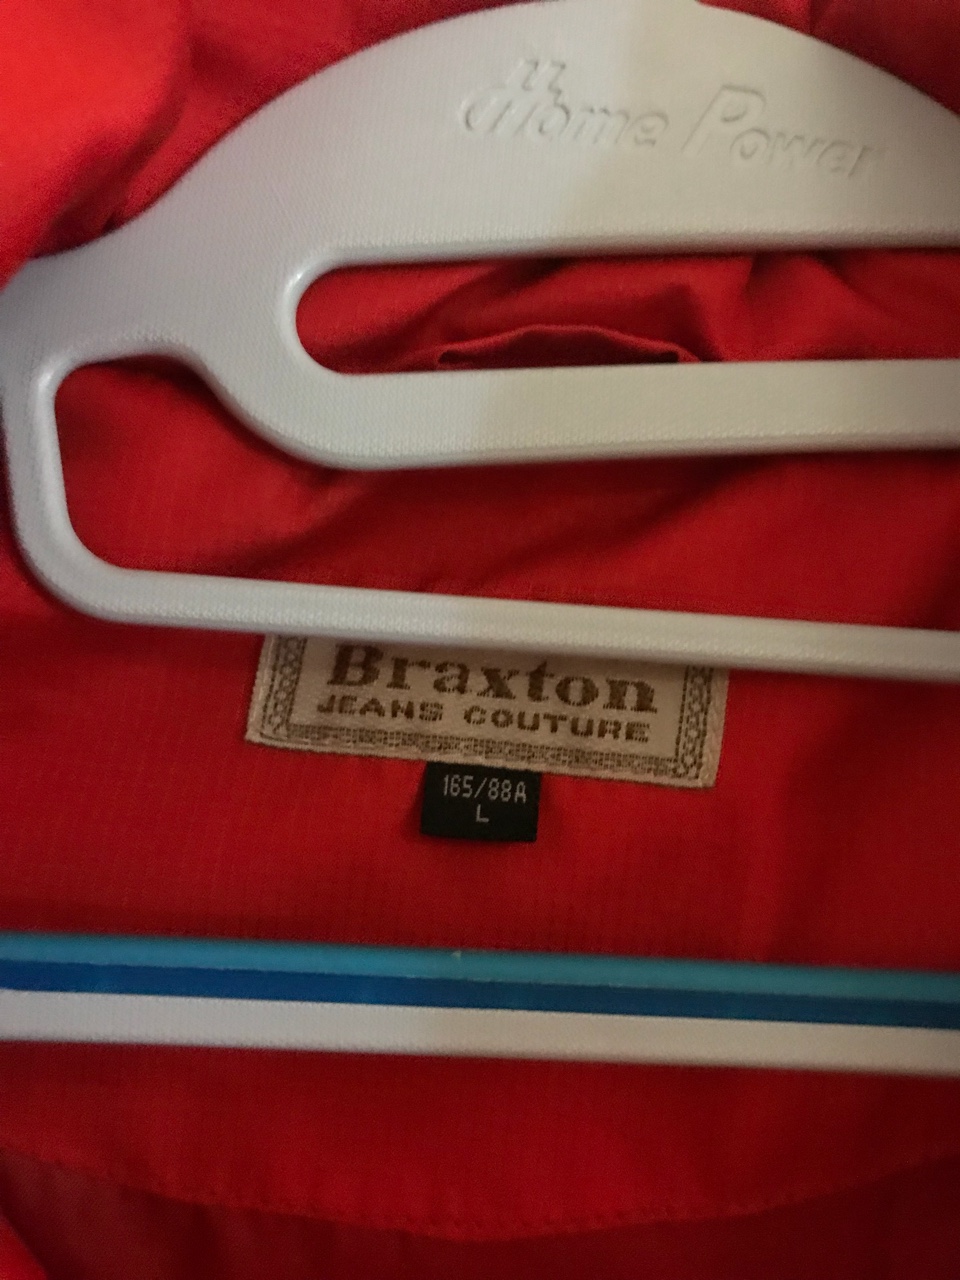 Home Power
Braxton
JEANS COUTURE
165/88A
L